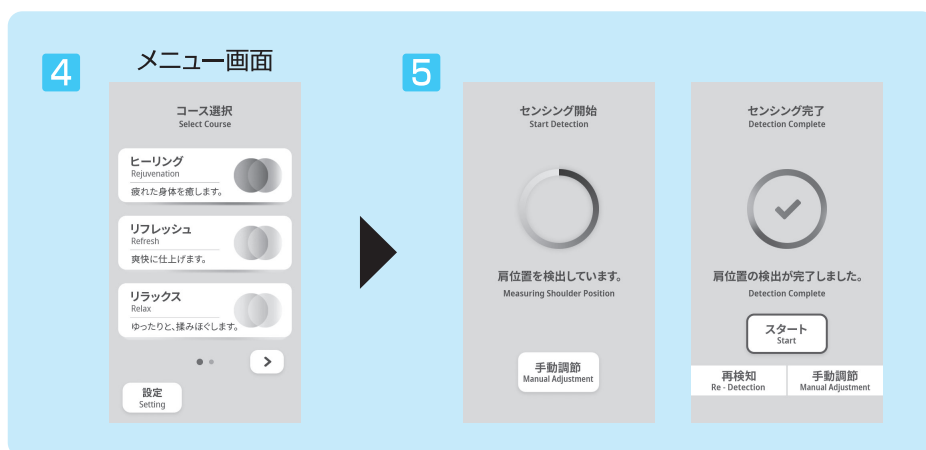 4
メニュー画面
コース選択
Select Course
ヒーリング
Rejuvenation
疲れた身体を癒します。
リフレッシュ
Refresh
爽快に仕上げます。
リラックス
Relax
ゆったりと、揉みほぐします。
設定
Setting
5
センシング開始
Start Detection
肩位置を検出しています。
Measuring Shoulder Position
手動調節
Manual Adjustment
センシング完了
Detection Complete
肩位置の検出が完了しました。
Detection Complete
スタート
Start
再検知
Re - Detection
手動調節
Manual Adjustment